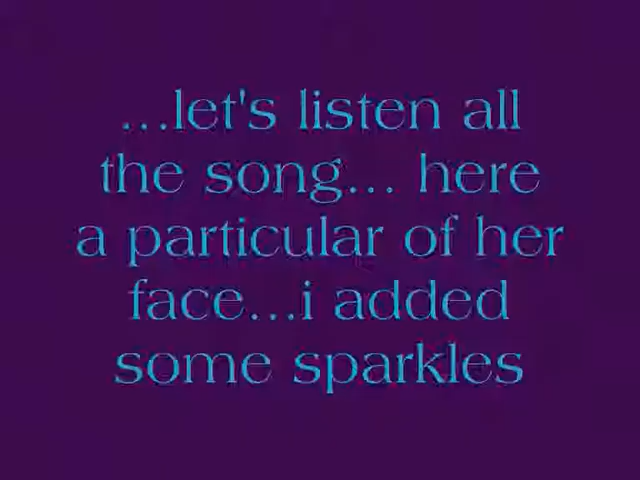 ...let's listen all
the song... here
a particular of her
face...i added
some sparkles